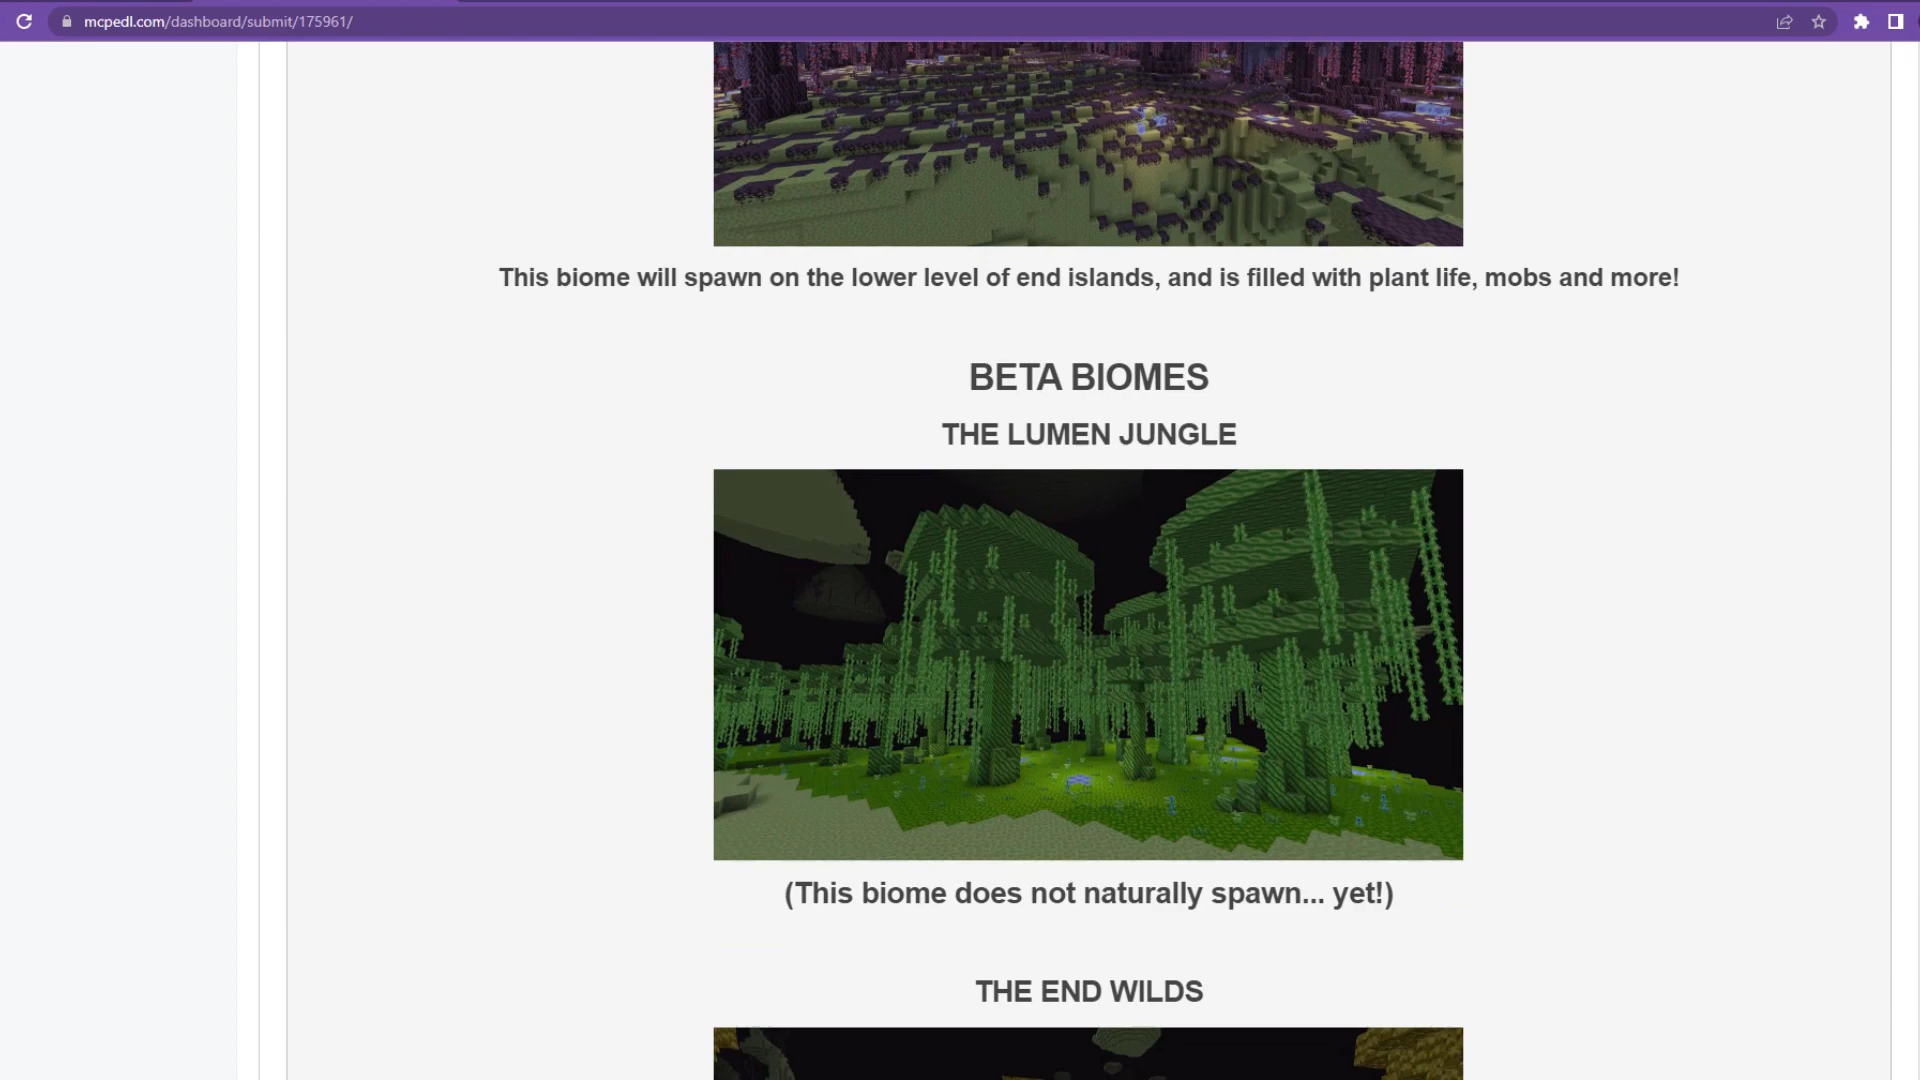 mcpedl.com/dashboard/submit/175961/
This biome will spawn on the lower level of end islands, and is filled with plant life, mobs and more!
BETA BIOMES
THE LUMEN JUNGLE
(This biome does not naturally spawn... yet!)
THE END WILDS